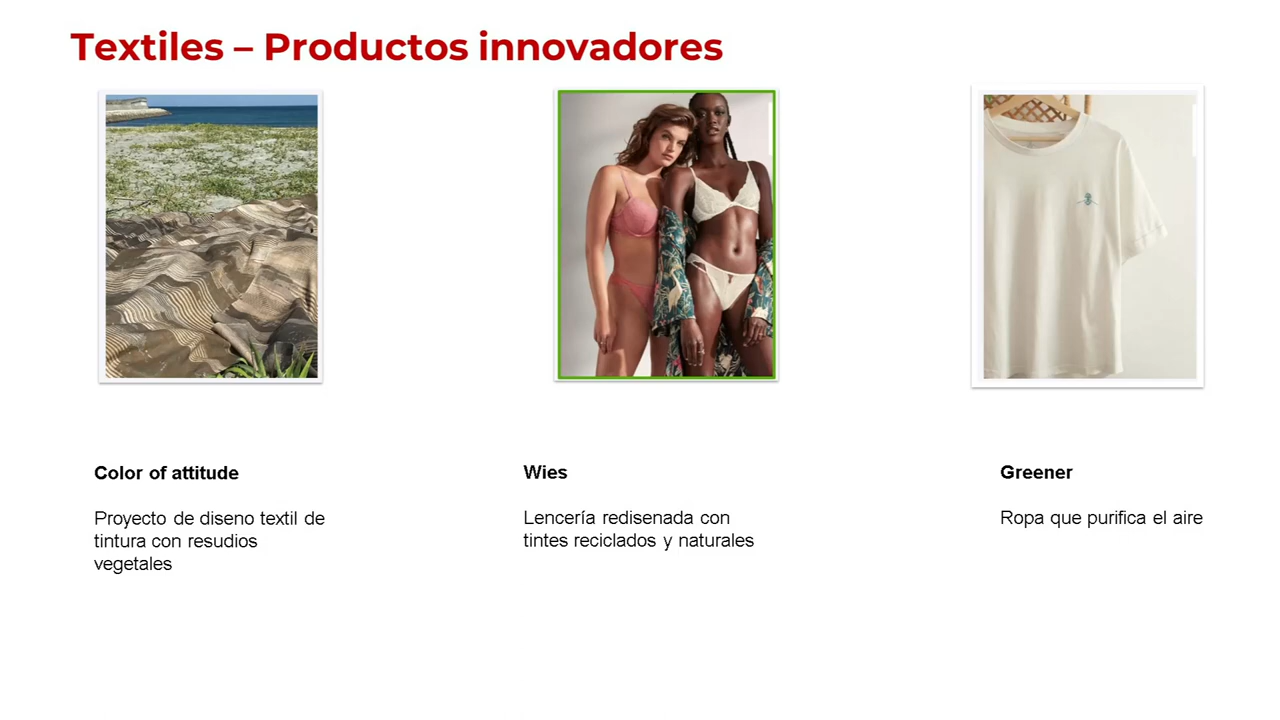 Textiles – Productos innovadores
Color of attitude
Proyecto de diseno textil de
tintura con resudios
vegetales
Wies
Lencería redisenada con
tintes reciclados y naturales
Greener
Ropa que purifica el aire